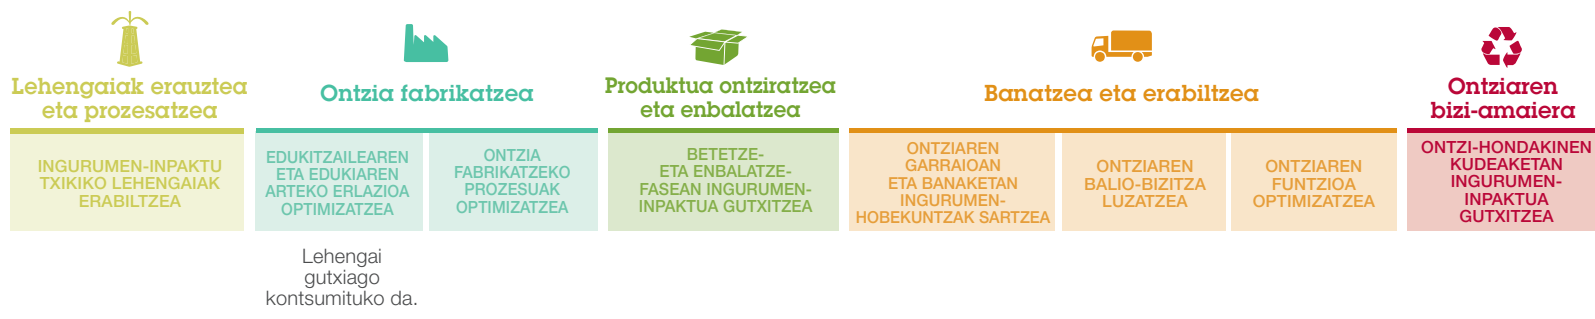 Lehengaiak erauztea
eta prozesatzea
INGURUMEN-INPAKTU
TXIKIKO LEHENGAIAK
ERABILTZEA
Ontzia fabrikatzea
EDUKITZAILEAREN
ETA EDUKIAREN
ARTEKO ERLAZIOA
OPTIMIZATZEA
Lehengai
gutxiago
kontsumituko da.
ONTZIA
FABRIKATZEKO
PROZESUAK
OPTIMIZATZEA
Produktua ontziratzea
eta enbalatzea
BETETZE-
ETA ENBALATZE-
FASEAN INGURUMEN-
INPAKTUA GUTXITZEA
Banatzea eta erabiltzea
ONTZIAREN
GARRAIOAN
ETA BANAKETAN
INGURUMEN-
HOBEKUNTZAK SARTZEA
ONTZIAREN
BALIO-BIZITZA
LUZATZEA
ONTZIAREN
FUNTZIOA
OPTIMIZATZEA
Ontziaren
bizi-amaiera
ONTZI-HONDAKINEN
KUDEAKETAN
INGURUMEN-
INPAKTUA
GUTXITZEA